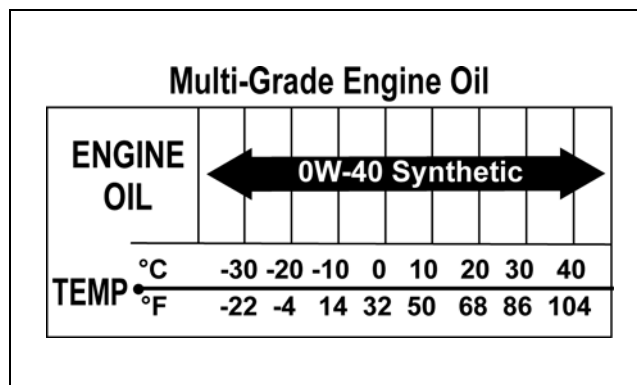 Multi-Grade Engine Oil
ENGINE
OIL
0W-40 Synthetic
TEMP
°C -30 -20 -10 0 10 20 30 40
°F -22 -4 14 32 50 68 86 104